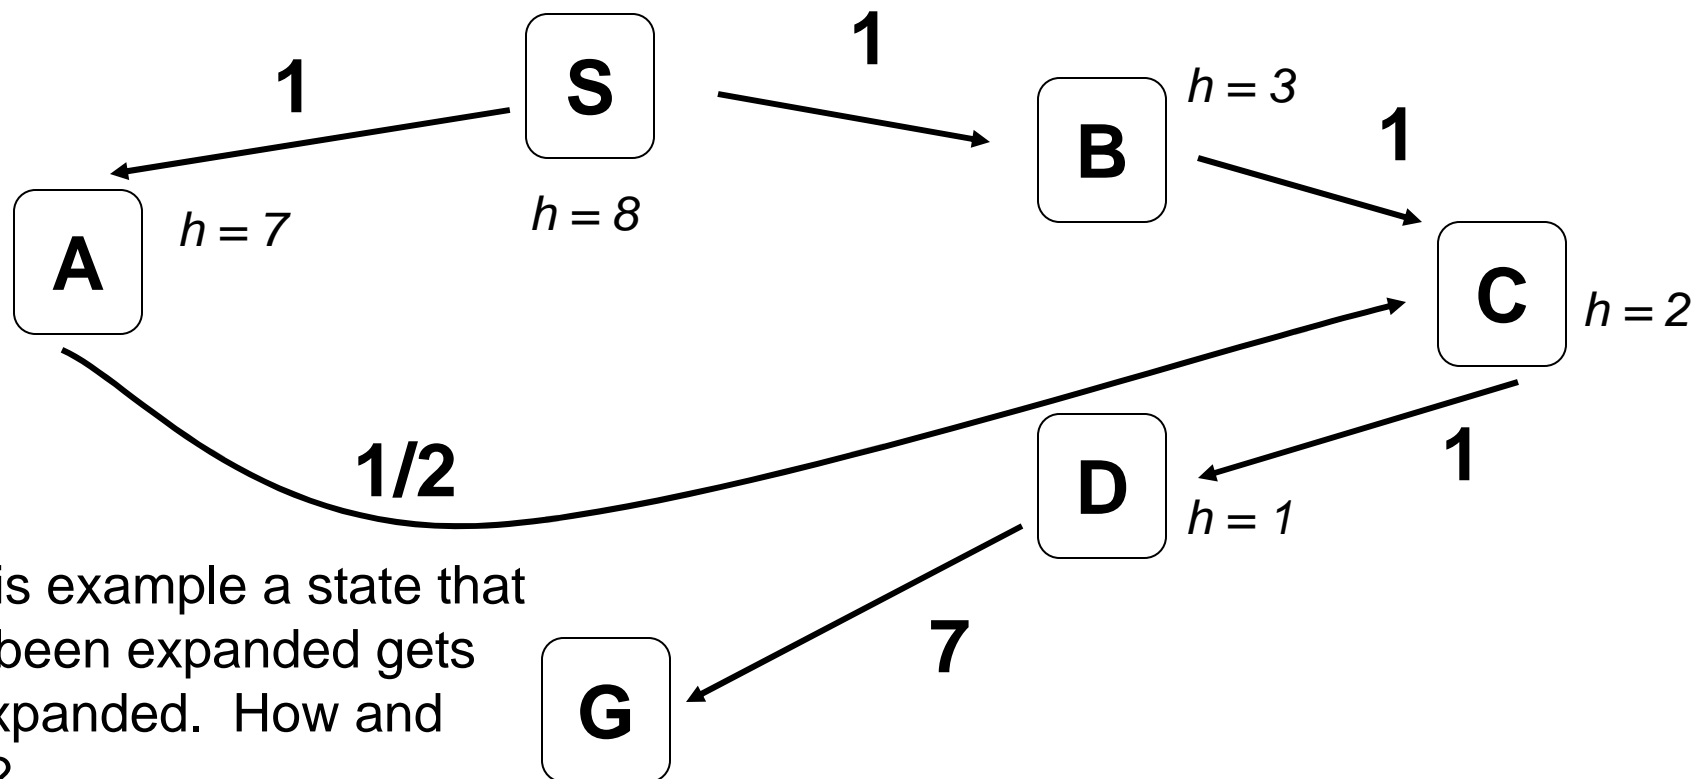 1
S
1
h = 3
B
1
A
h = 7
h = 8
C
h = 2
1/2
D
1
h = 1
is example a state that
been expanded gets
xpanded. How and
?
7
G